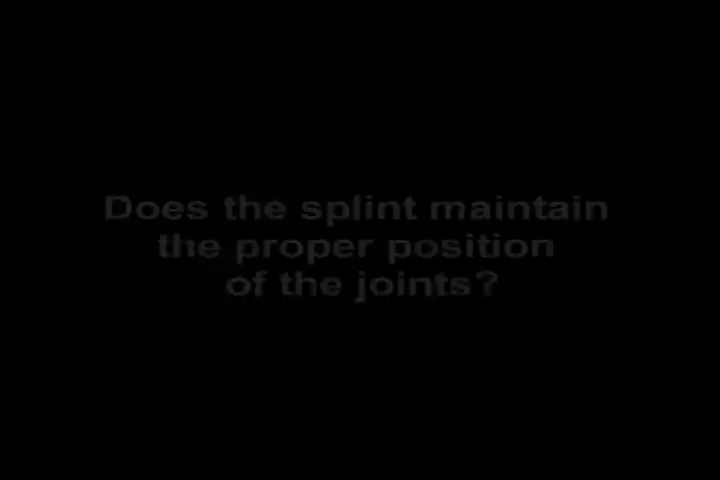 Does the splint maintain
the proper position
of the joints?